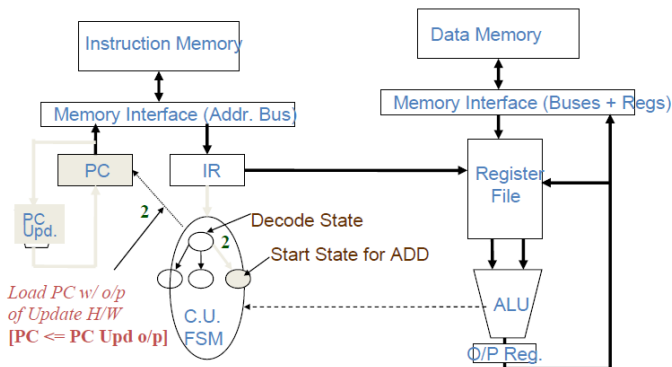 Instruction Memory
Data Memory
Memory Interface (Addr. Bus)
Memory Interface (Buses + Regs)
PC
IR
Register
File
2
PC
Upd.
Decode State
2
Start State for ADD
Load PC w/ o/p
of Update H/W
[PC <= PC Upd o/p]
C.U.
FSM
ALU
O/P Reg.